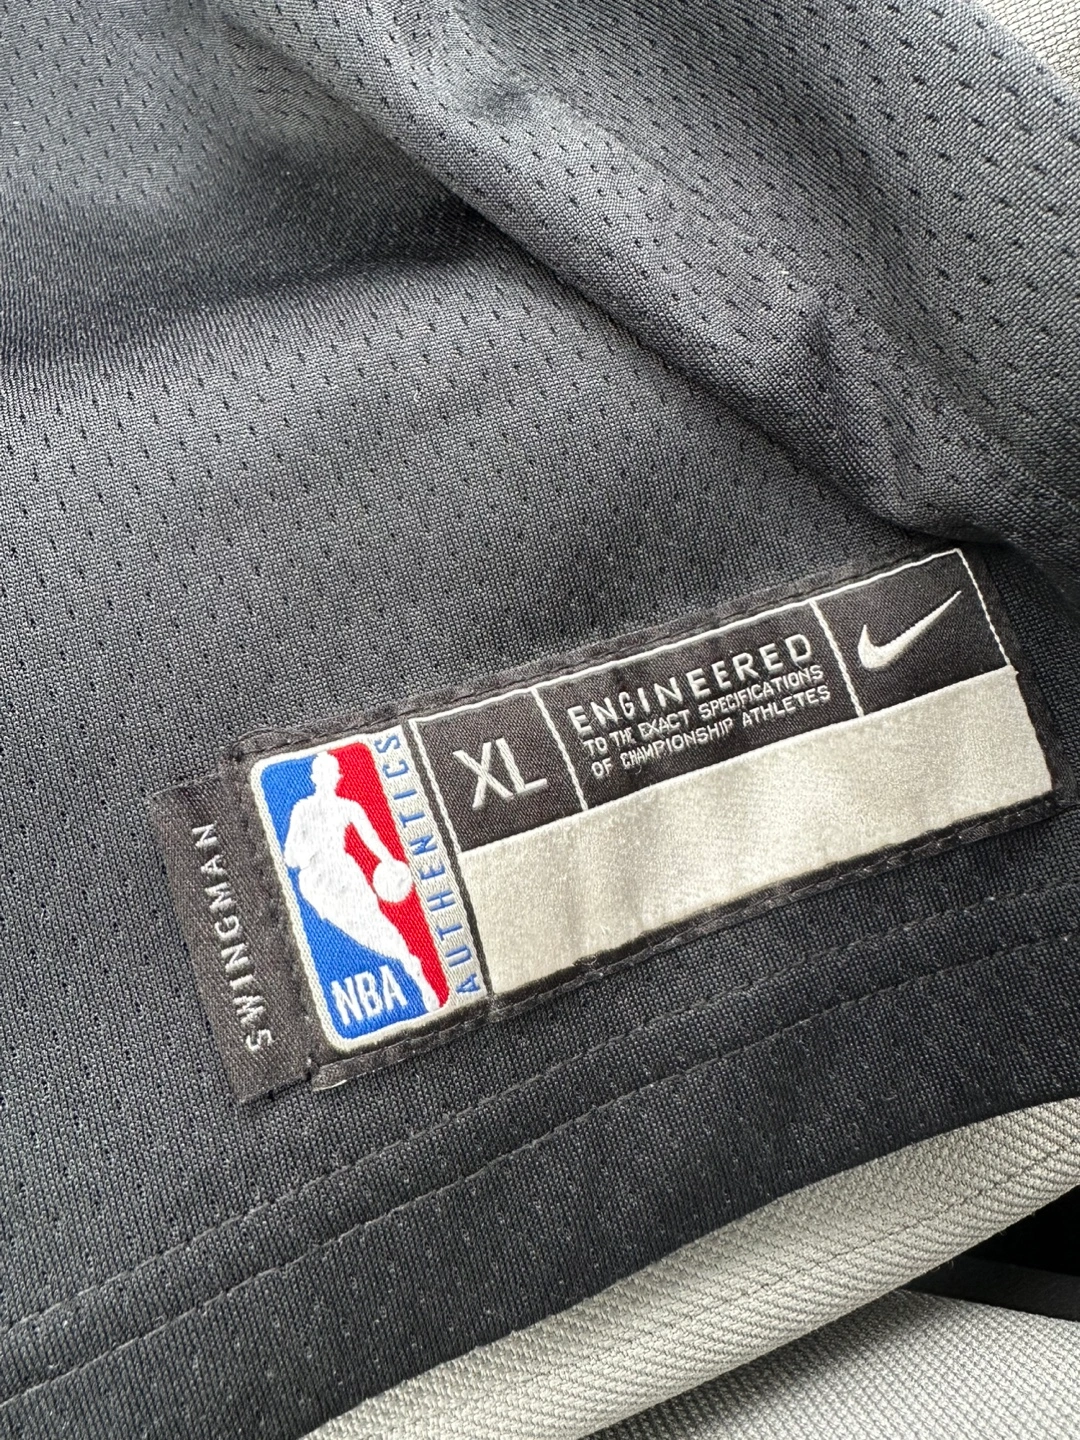 SWINGMAN
NBA
AUTHENTICS
XL
ENGINEERED
TO THE EXACT SPECIFICATIONS
OF CHAMPIONSHIP ATHLETES